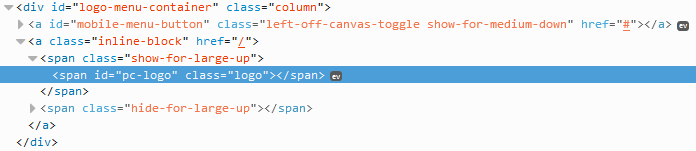 <div id="logo-menu-container" class="column">
<a id="mobile-menu-button" class="left-off-canvas-toggle show-for-medium-down" href="#"></a> ev
<a class="inline-block" href="/">
<span class="show-for-large-up">
<span id="pc-logo" class="logo"></span> ev
</span>
<span class="hide-for-large-up"></span>
</a>
</div>